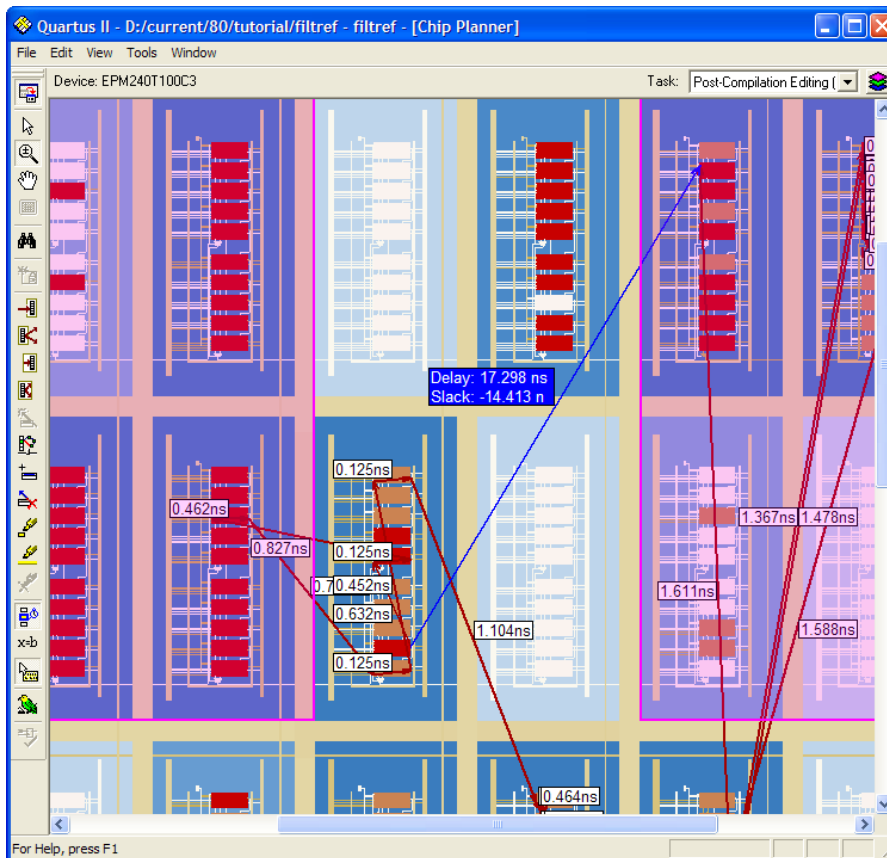 Quartus II - D:/current/80/tutorial/filtref - filtref - [Chip Planner]
File Edit View Tools Window
Device: EPM240T100C3
Task: Post-Compilation Editing (
Delay: 17.298 ns
Slack: -14.413 n
0.125ns
0.462ns
1.367ns
1.478ns
0.827ns
0.125ns
0.452ns
1.611ns
0.632ns
1.104ns
1.588ns
0.125ns
0.464ns
x=b
For Help, press F1